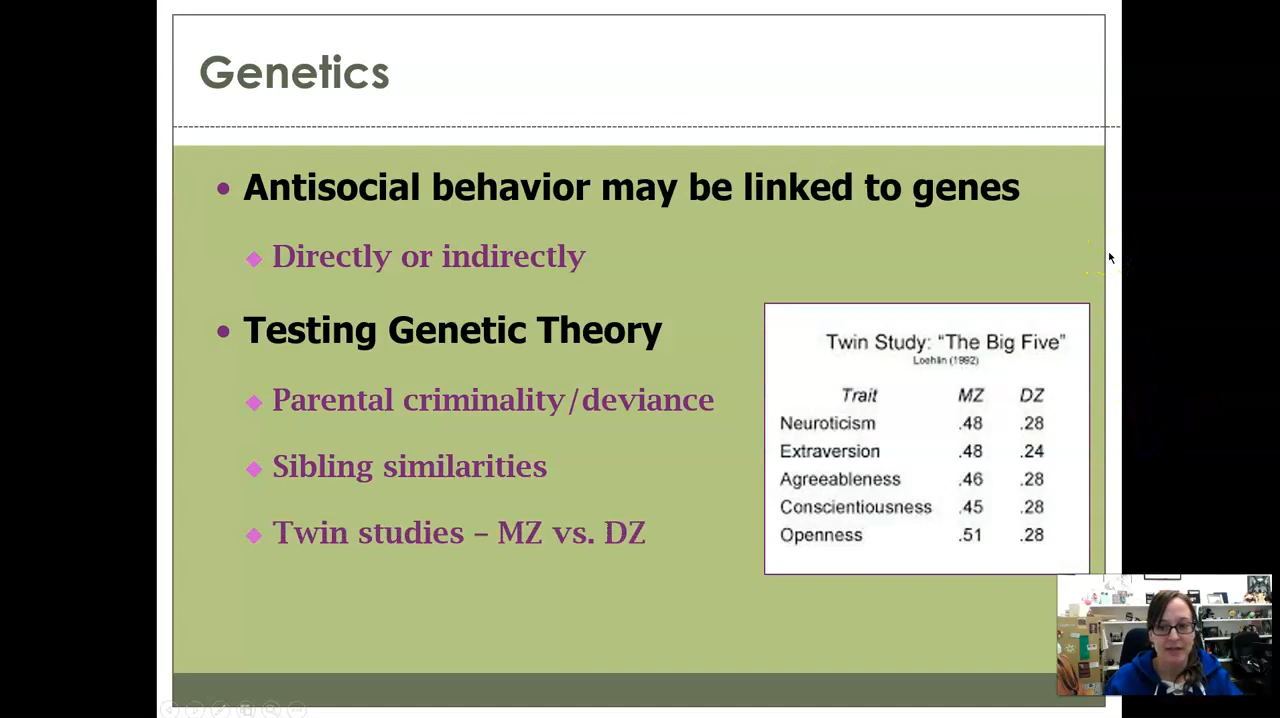 Genetics
• Antisocial behavior may be linked to genes
◆ Directly or indirectly
• Testing Genetic Theory
◆ Parental criminality/deviance
◆ Sibling similarities
◆ Twin studies – MZ vs. DZ
Twin Study: “The Big Five”
Loehlin (1992)
Trait MZ DZ
Neuroticism .48 .28
Extraversion .48 .24
Agreeableness .46 .28
Conscientiousness .45 .28
Openness .51 .28